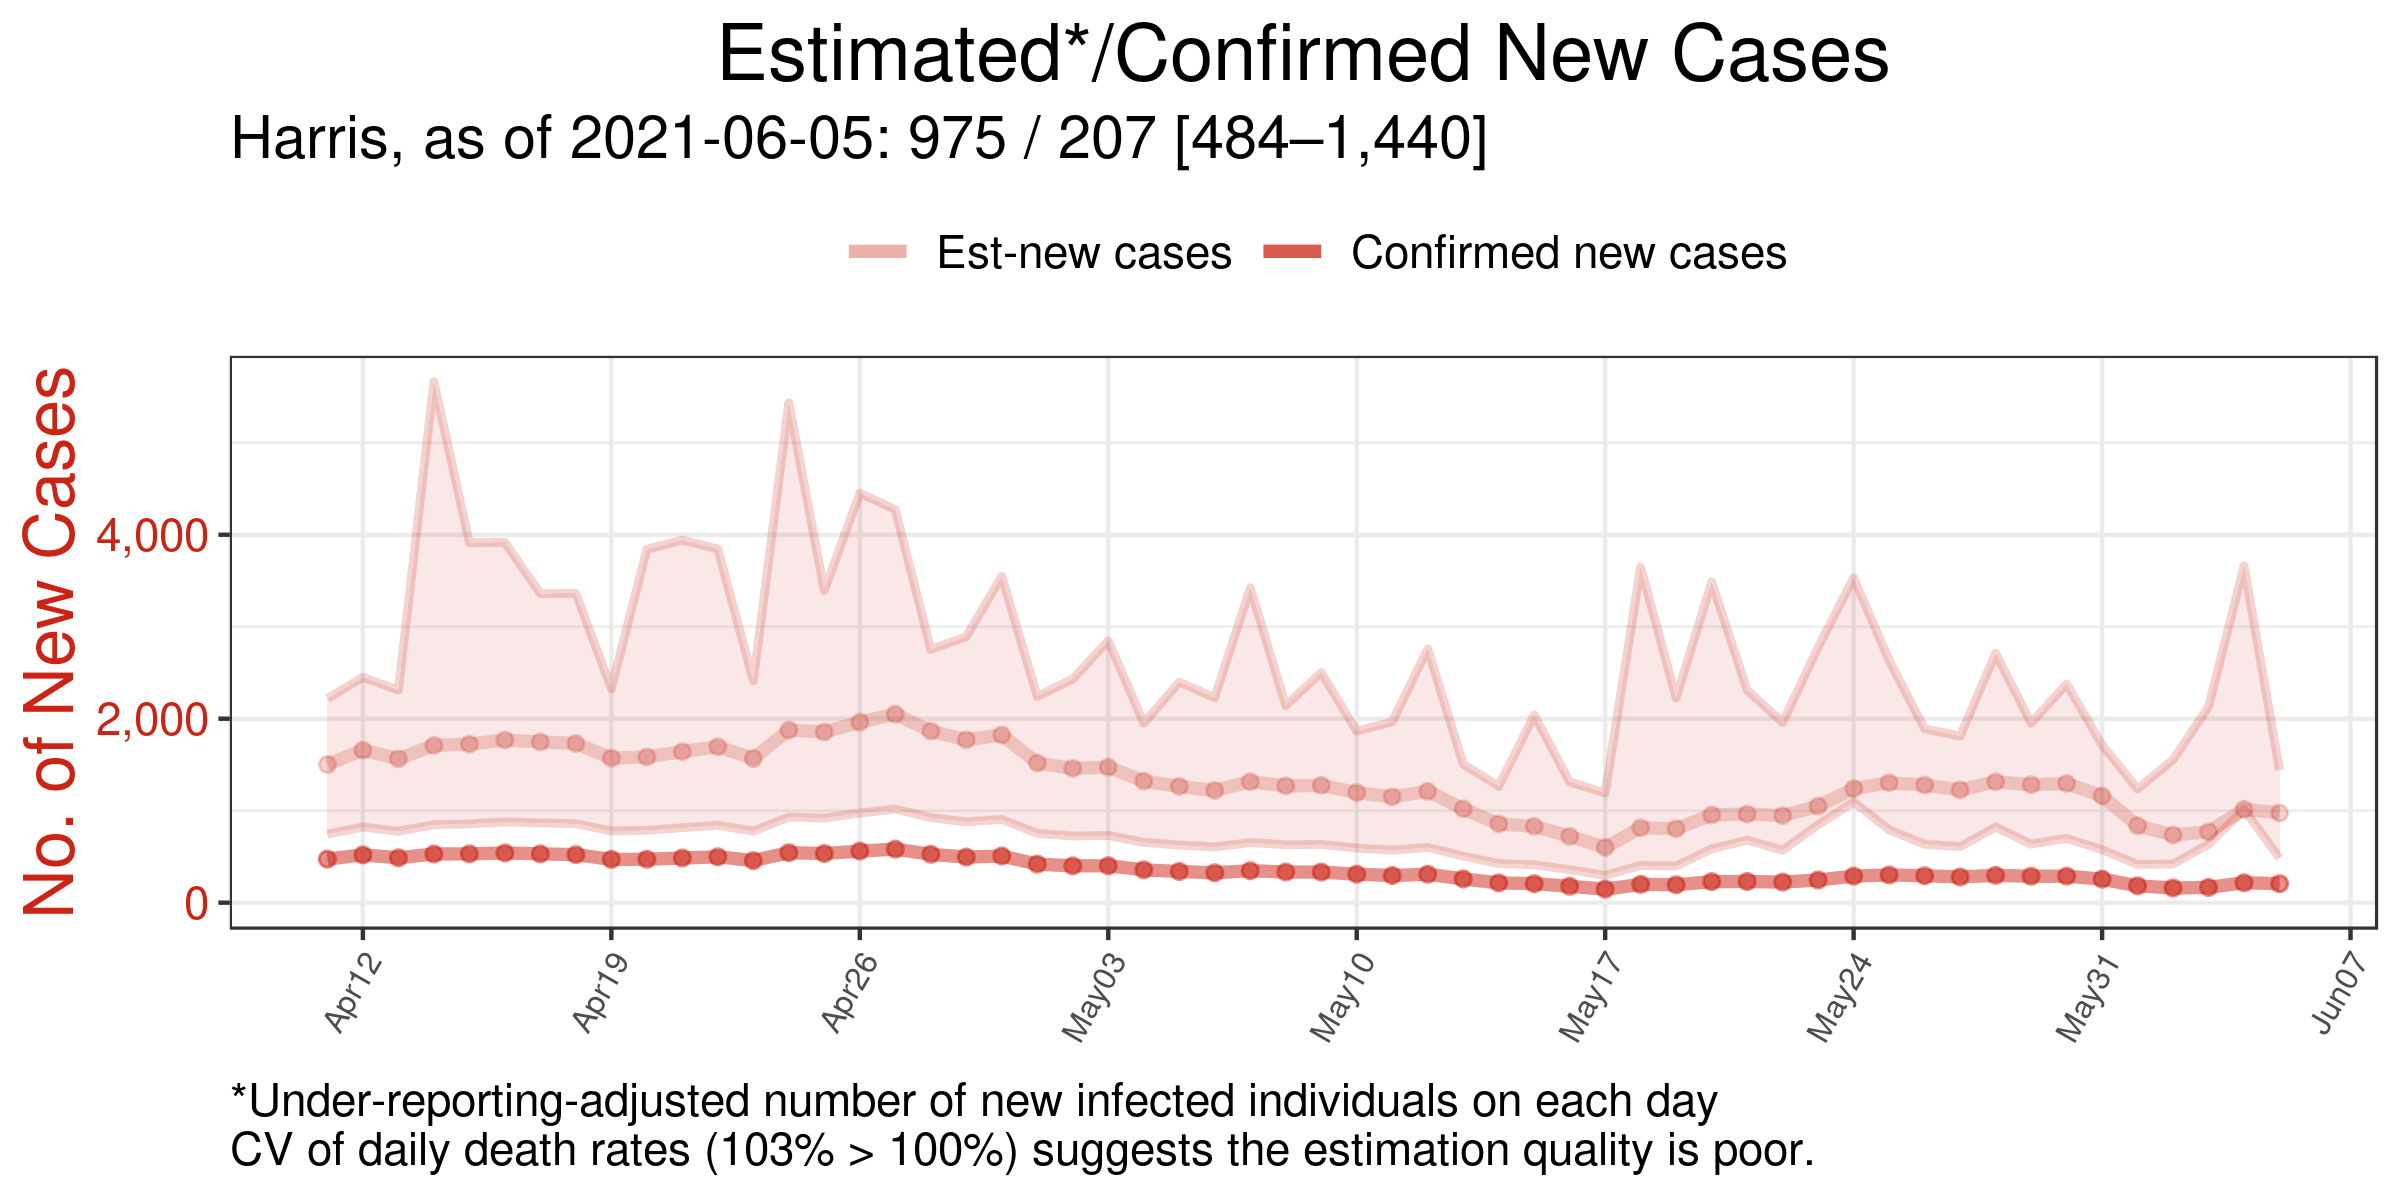 Estimated*/Confirmed New Cases
Harris, as of 2021-06-05: 975 / 207 [484–1,440]
Est-new cases Confirmed new cases
No. of New Cases
4,000
2,000
0
Apr12 Apr19 Apr26 May03 May10 May17 May24 May31 Jun07
*Under-reporting-adjusted number of new infected individuals on each day
CV of daily death rates (103% > 100%) suggests the estimation quality is poor.